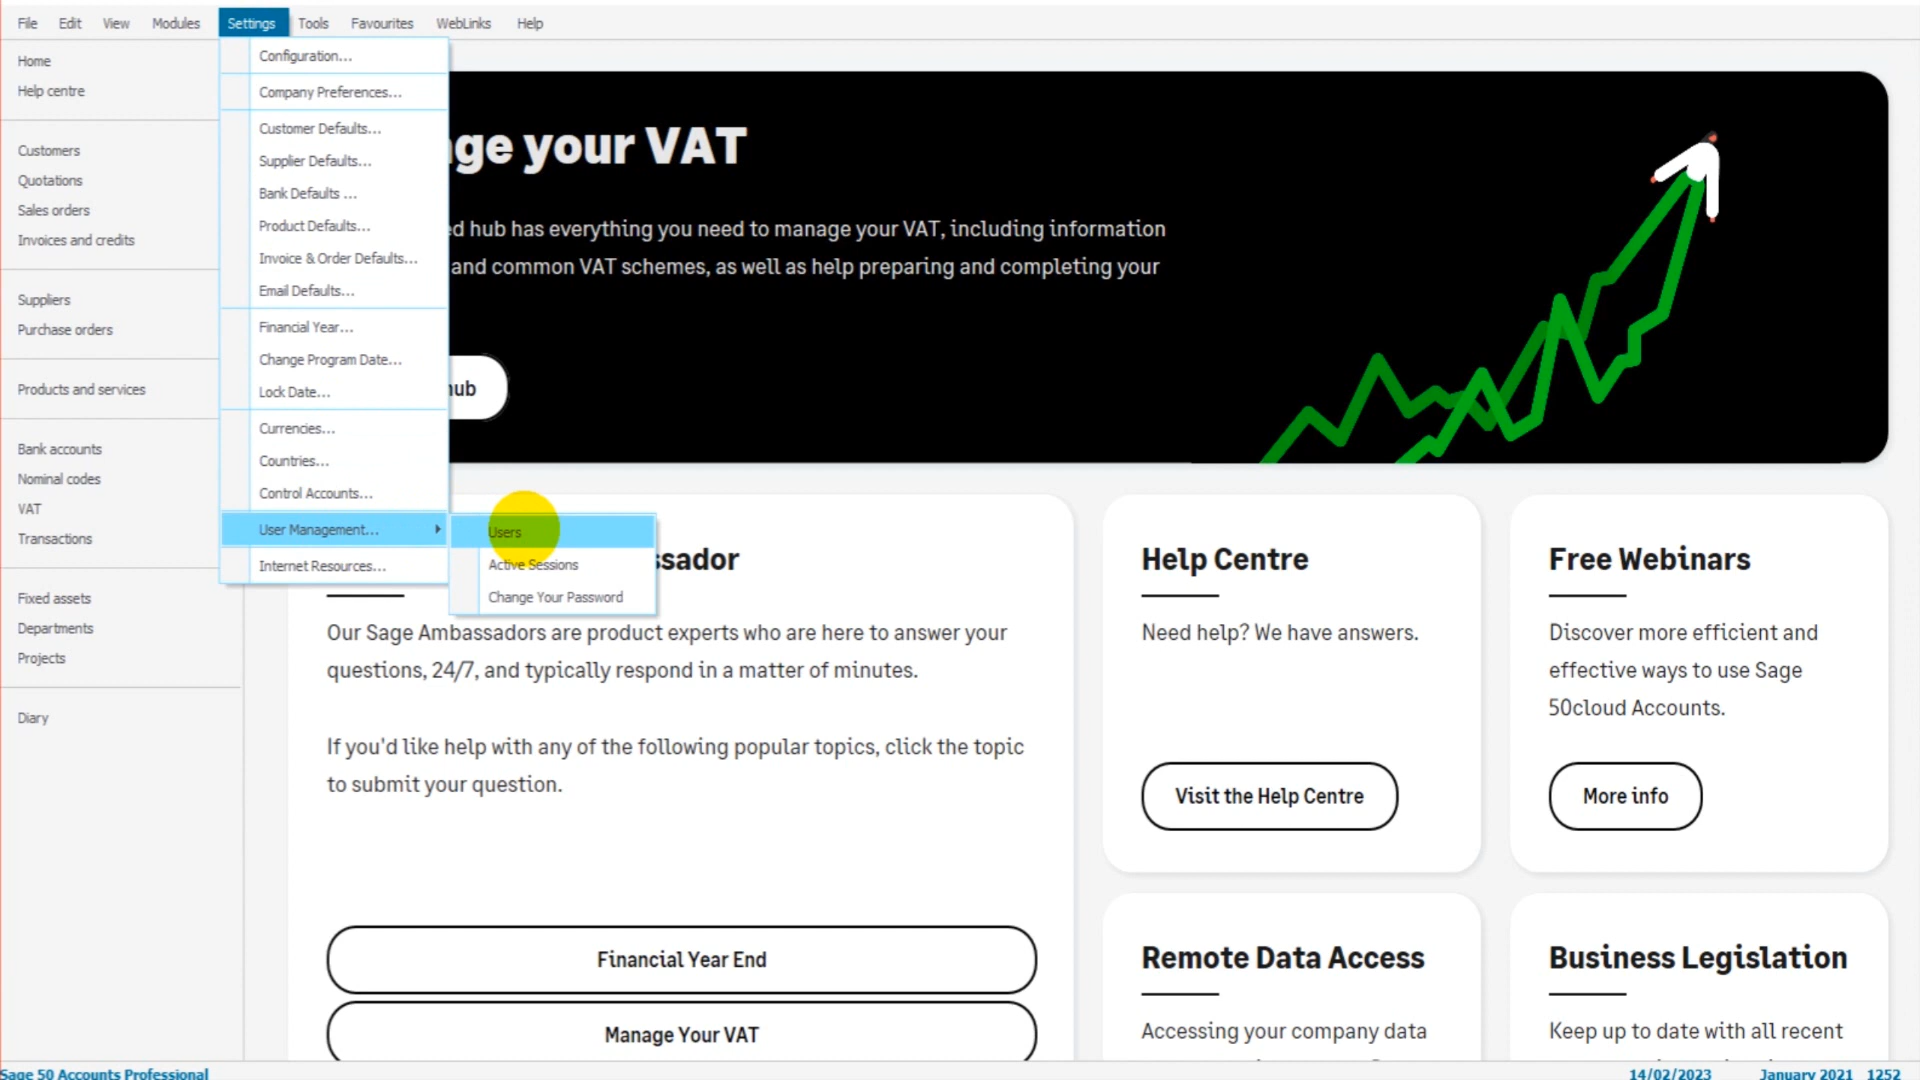 File Edit View Modules Settings Tools Favourites WebLinks Help
Home
Help centre
Customers
Quotations
Sales orders
Invoices and credits
Suppliers
Purchase orders
Products and services
Bank accounts
Nominal codes
VAT
Transactions
Fixed assets
Departments
Projects
Diary
Configuration...
Company Preferences...
Customer Defaults...
Supplier Defaults...
Bank Defaults ...
Product Defaults...
Invoice & Order Defaults...
Email Defaults...
Financial Year...
Change Program Date...
Lock Date...
Currencies...
Countries...
Control Accounts...
User Management...
Internet Resources...
Users
Active Sessions
Change Your Password
your VAT
hub has everything you need to manage your VAT, including information
and common VAT schemes, as well as help preparing and completing your
hub
Our Sage Ambassadors are product experts who are here to answer your
questions, 24/7, and typically respond in a matter of minutes.
If you'd like help with any of the following popular topics, click the topic
to submit your question.
Financial Year End
Manage Your VAT
Help Centre
Need help? We have answers.
Visit the Help Centre
Free Webinars
Discover more efficient and
effective ways to use Sage
50cloud Accounts.
More info
Remote Data Access
Accessing your company data
Business Legislation
Keep up to date with all recent
Sage 50 Accounts Professional
14/02/2023 January 2021 1252